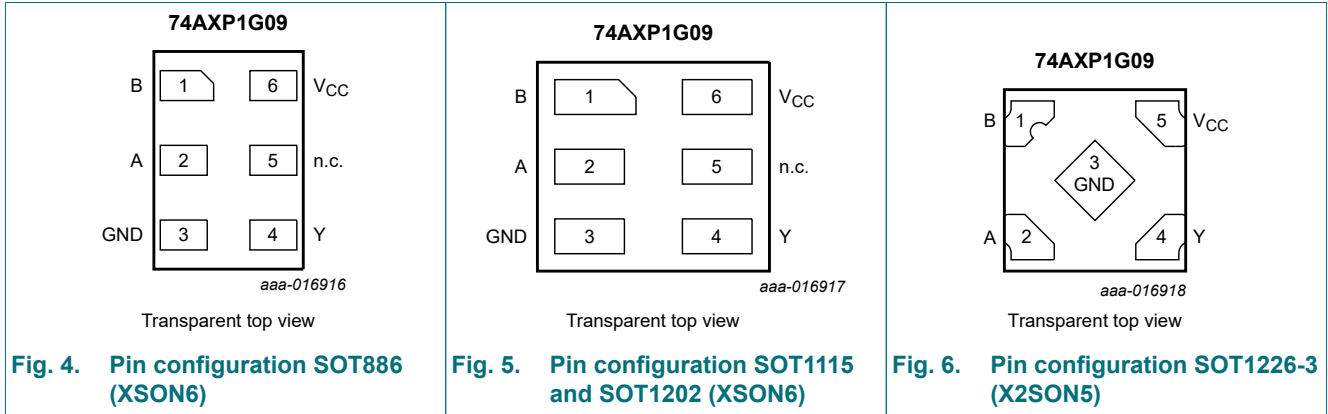 74AXP1G09
B 1 6 VCC
A 2 5 n.c.
GND 3 4 Y
aaa-016916
Transparent top view
Fig. 4. Pin configuration SOT886
(XSON6)
74AXP1G09
B 1 6 VCC
A 2 5 n.c.
GND 3 4 Y
aaa-016917
Transparent top view
Fig. 5. Pin configuration SOT1115
and SOT1202 (XSON6)
74AXP1G09
B 1 5 VCC
3
GND
A 2 4 Y
aaa-016918
Transparent top view
Fig. 6. Pin configuration SOT1226-3
(X2SON5)